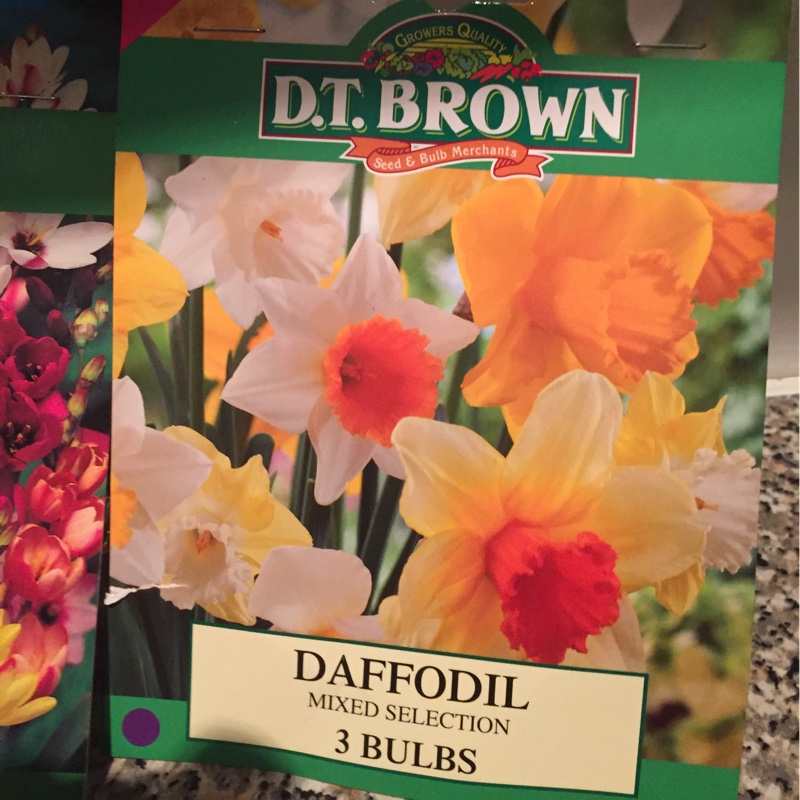 GROWERS QUALITY
D.T. BROWN
Seed & Bulb Merchants
DAFFODIL
MIXED SELECTION
3 BULBS